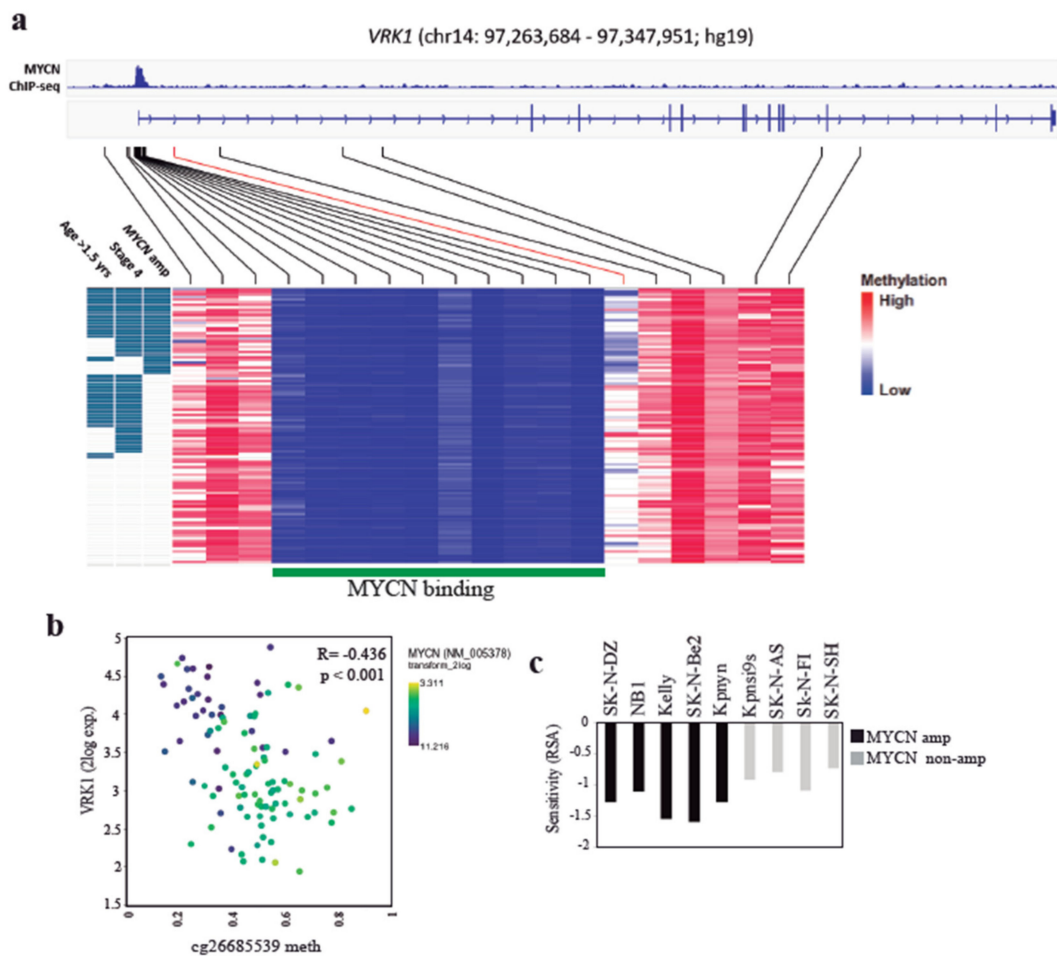 a
VRK1 (chr14: 97,263,684 - 97,347,951; hg19)
MYCN
ChIP-seq
Age >1.5 yrs
Stage 4
MYCN amp
Methylation
High
Low
MYCN binding
b
5
4.5
4
3.5
3
2.5
2
1.5
VRK1 (2log exp.)
0
0.2
0.4
0.6
0.8
1
cg26685539 meth
R= -0.436
p < 0.001
MYCN (NM_005378)
transform_2log
3.311
11.216
c
SK-N-DZ
NB1
Kelly
SK-N-Be2
Kpnyn
Kpnsi9s
SK-N-AS
Sk-N-FI
SK-N-SH
0
-0.5
-1
-1.5
-2
Sensitivity (RSA)
MYCN amp
MYCN non-amp